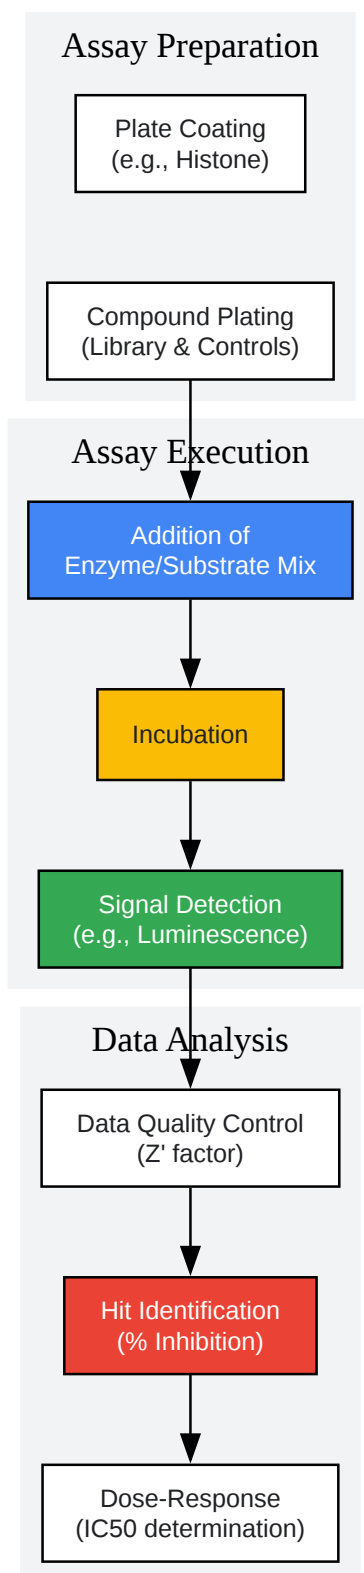 Assay Preparation
Plate Coating
(e.g., Histone)
Compound Plating
(Library & Controls)
Assay Execution
Addition of
Enzyme/Substrate Mix
Incubation
Signal Detection
(e.g., Luminescence)
Data Analysis
Data Quality Control
(Z' factor)
Hit Identification
(% Inhibition)
Dose-Response
(IC50 determination)